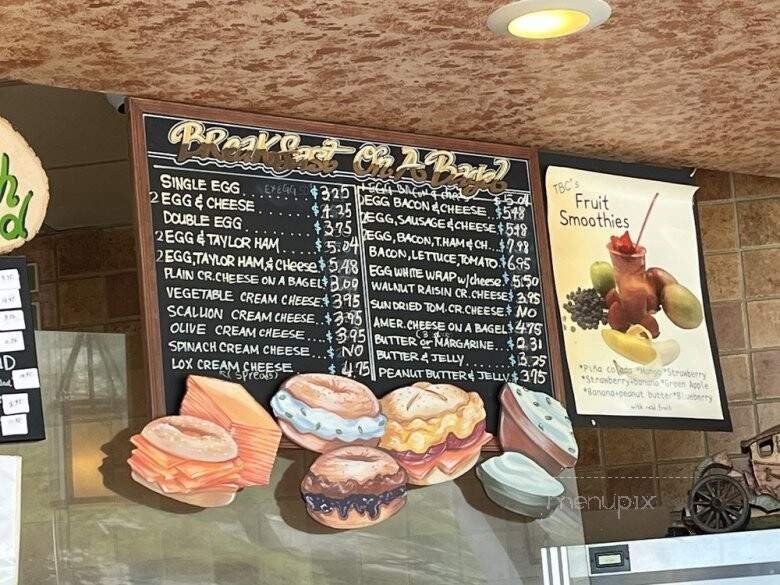 BReakfast On A Bagel
SINGLE EGG......$3.25
2 EGG & CHEESE......$4.25
DOUBLE EGG......$3.75
2 EGG & TAYLOR HAM......$5.04
2 EGG, TAYLOR HAM, & CHEESE.$5.48
PLAIN CR. CHEESE ON A BAGEL $3.00
VEGETABLE CREAM CHEESE.$3.95
SCALLION CREAM CHEESE...$3.95
OLIVE CREAM CHEESE....$3.95
SPINACH CREAM CHEESE...$NO
LOX CREAM CHEESE....$4.75
(Spreads)
$5.04
2 EGG BACON & CHEESE...$5.48
2 EGG, SAUSAGE & CHEESE $5.48
2 EGG, BACON, T.HAM & CH...$7.98
BACON, LETTUCE, TOMATO.$6.95
EGG WHITE WRAP w/cheese.$5.50
WALNUT RAISIN CR. CHEESE.$3.95
SUN DRIED TOM. CR. CHEESE.$NO
AMER. CHEESE ON A BAGEL $4.75
BUTTER or MARGARINE...$2.31
BUTTER & JELLY......$3.25
PEANUT BUTTER & JELLY.$3.75
TBC's
Fruit
Smoothies
*Piña colada *Mango *Strawberry
*Strawberry+banana *Green Apple
*Banana+peanut butter*Blueberry
with real fruit
menupix